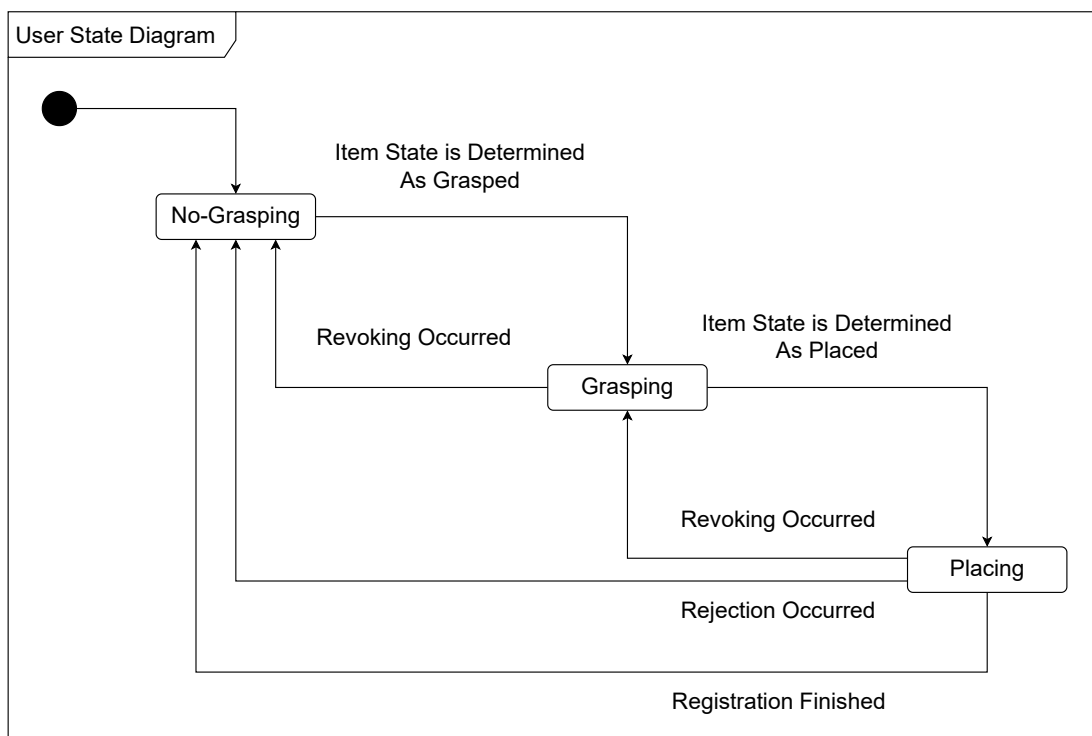 User State Diagram
Item State is Determined
As Grasped
No-Grasping
Revoking Occurred
Item State is Determined
As Placed
Grasping
Revoking Occurred
Placing
Rejection Occurred
Registration Finished